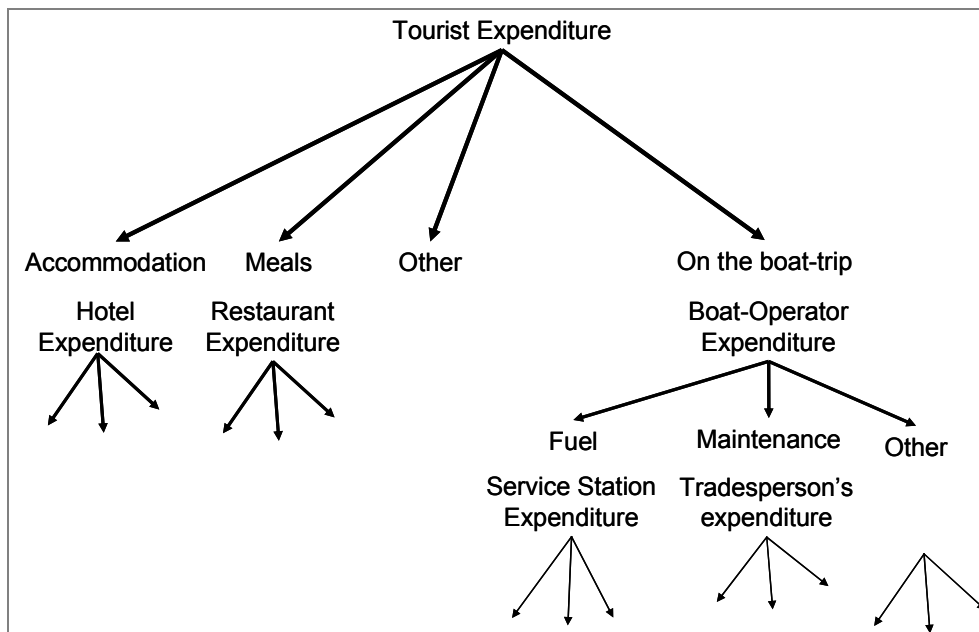 Tourist Expenditure
Accommodation
Meals
Other
On the boat-trip
Hotel
Expenditure
Restaurant
Expenditure
Boat-Operator
Expenditure
Fuel
Maintenance
Other
Service Station
Expenditure
Tradesperson's
expenditure